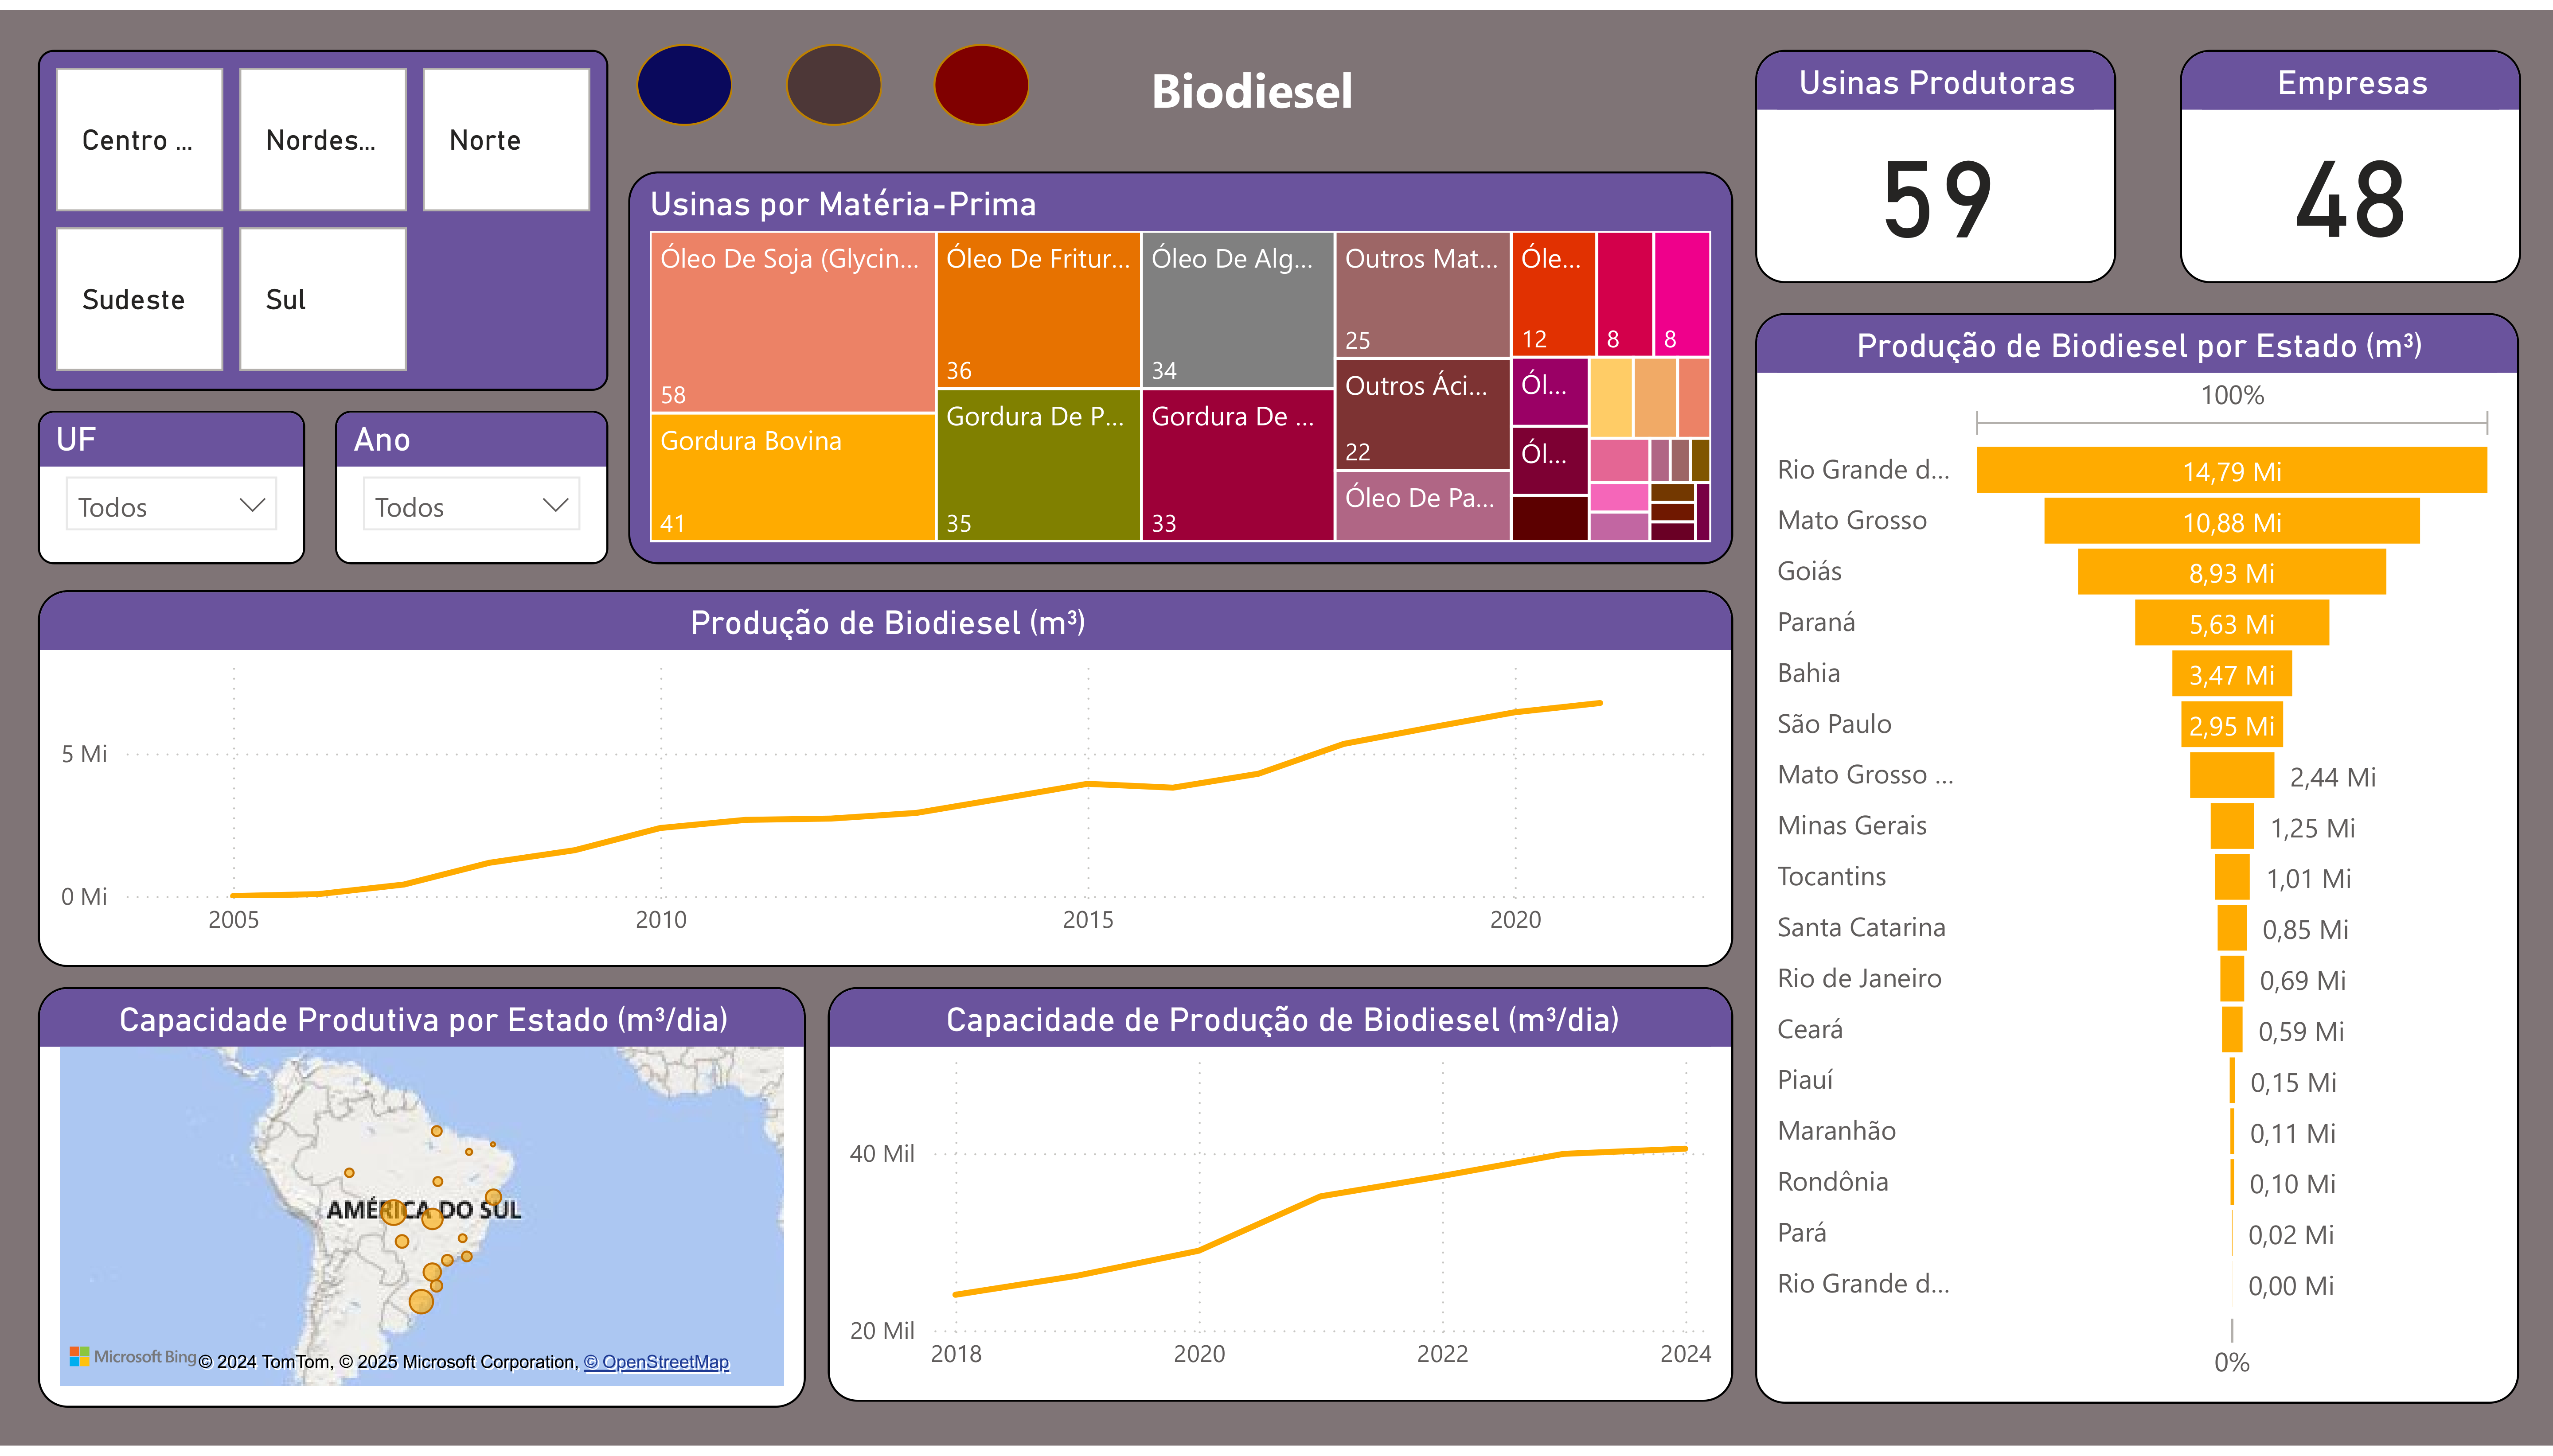 Centro ...
Nordes...
Norte
Sudeste
Sul
UF
Todos
Ano
Todos
Biodiesel
Usinas por Matéria-Prima
Óleo De Soja (Glycin...
58
Gordura Bovina
41
Óleo De Fritur...
36
Gordura De P...
35
Óleo De Alg...
34
Gordura De ...
33
Outros Mat...
25
Outros Áci...
22
Óleo De Pa...
Óle...
12
8
8
Ól...
Ól...
Usinas Produtoras
59
Empresas
48
Produção de Biodiesel (m³)
5 Mi
0 Mi
2005
2010
2015
2020
Capacidade Produtiva por Estado (m³/dia)
AMÉRICA DO SUL
Microsoft Bing
© 2024 TomTom, © 2025 Microsoft Corporation, © OpenStreetMap
Capacidade de Produção de Biodiesel (m³/dia)
40 Mil
20 Mil
2018
2020
2022
2024
Produção de Biodiesel por Estado (m³)
100%
Rio Grande d... 14,79 Mi
Mato Grosso 10,88 Mi
Goiás 8,93 Mi
Paraná 5,63 Mi
Bahia 3,47 Mi
São Paulo 2,95 Mi
Mato Grosso ... 2,44 Mi
Minas Gerais 1,25 Mi
Tocantins 1,01 Mi
Santa Catarina 0,85 Mi
Rio de Janeiro 0,69 Mi
Ceará 0,59 Mi
Piauí 0,15 Mi
Maranhão 0,11 Mi
Rondônia 0,10 Mi
Pará 0,02 Mi
Rio Grande d... 0,00 Mi
0%